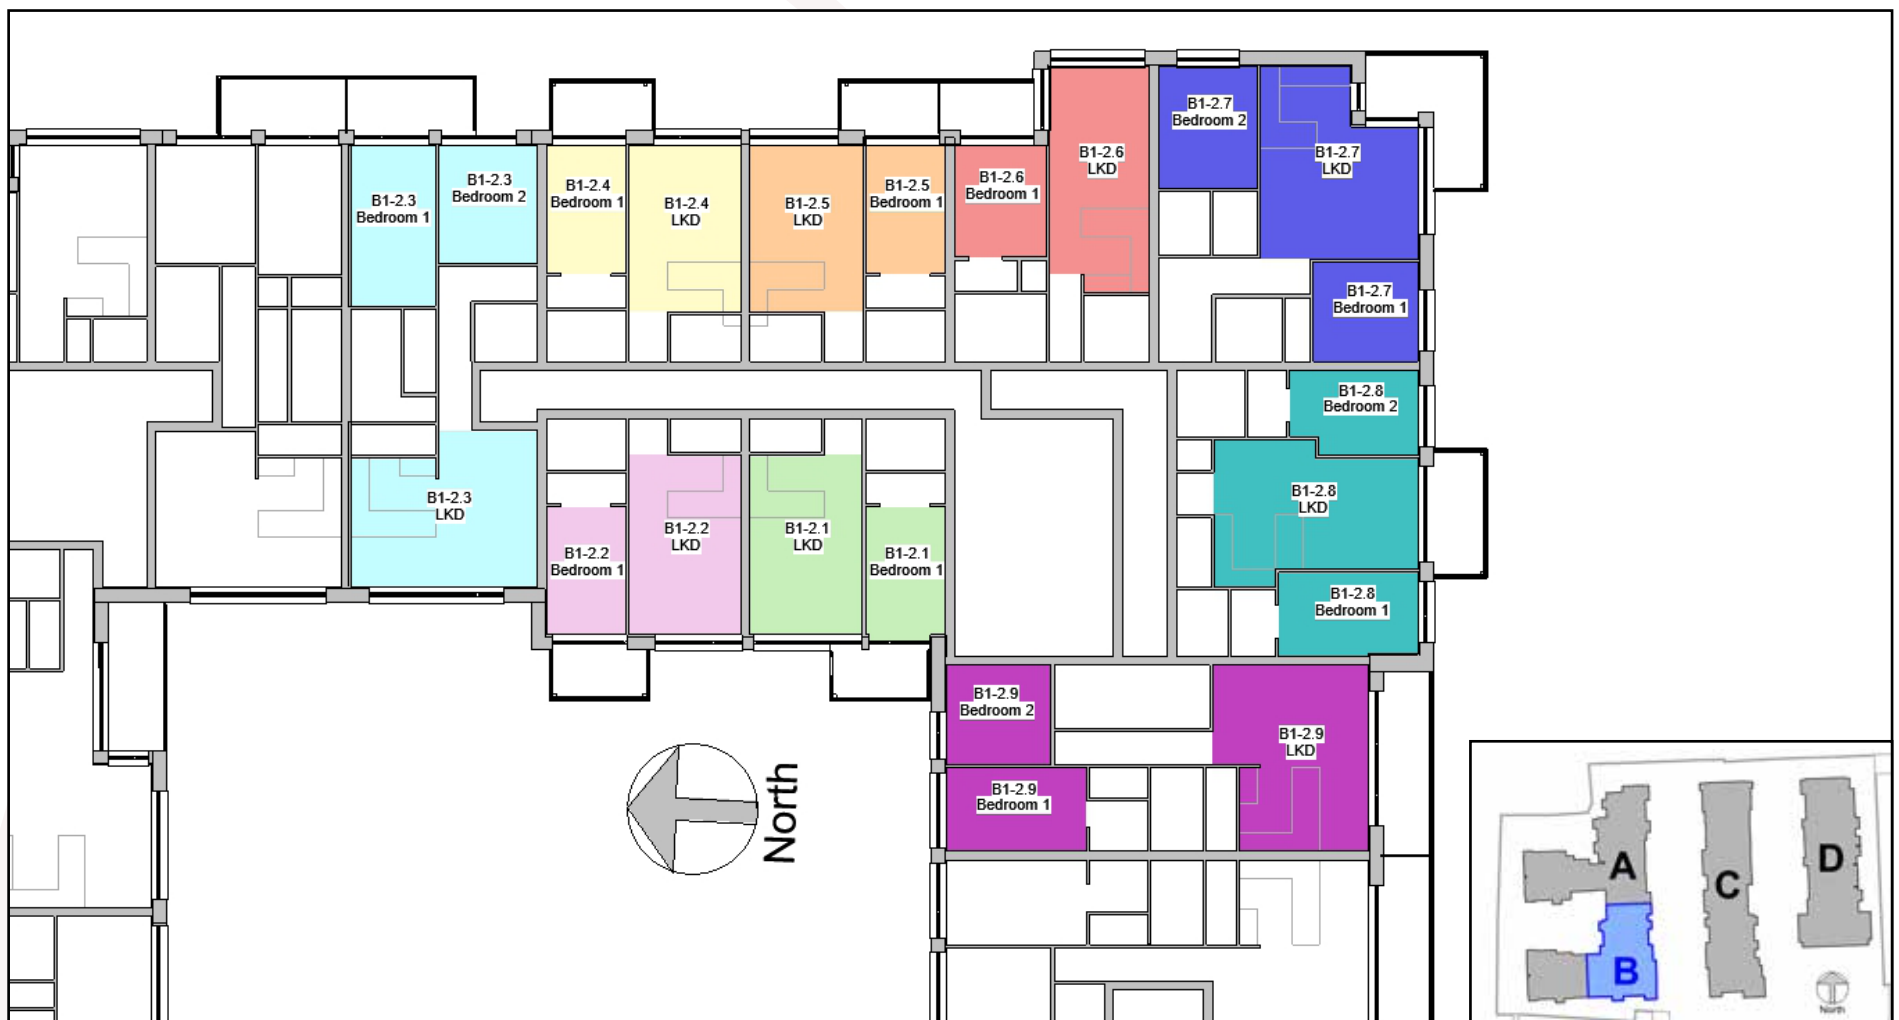 B1-2.3
Bedroom 1
B1-2.3
Bedroom 2
B1-2.4
Bedroom 1
B1-2.4
LKD
B1-2.5
LKD
B1-2.5
Bedroom 1
B1-2.6
Bedroom 1
B1-2.6
LKD
B1-2.7
Bedroom 2
B1-2.7
LKD
B1-2.7
Bedroom 1
B1-2.8
Bedroom 2
B1-2.8
LKD
B1-2.8
Bedroom 1
B1-2.3
LKD
B1-2.2
Bedroom 1
B1-2.2
LKD
B1-2.1
LKD
B1-2.1
Bedroom 1
B1-2.9
Bedroom 2
B1-2.9
LKD
B1-2.9
Bedroom 1
North
A
B
C
D
North